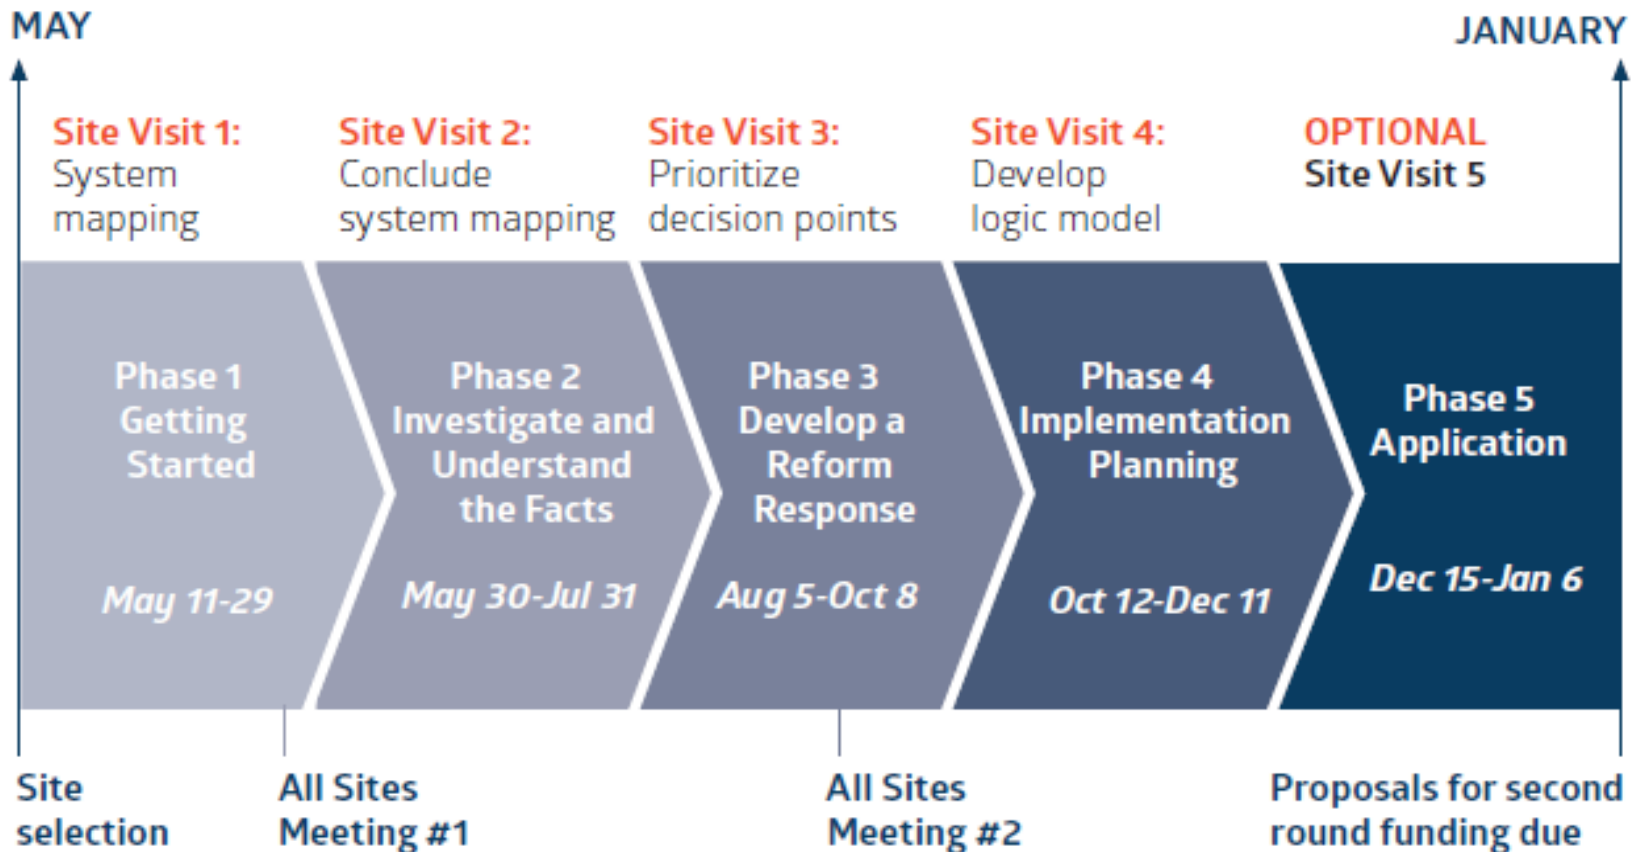 MAY
JANUARY
Site Visit 1:
System
mapping
Site Visit 2:
Conclude
system mapping
Site Visit 3:
Prioritize
decision points
Site Visit 4:
Develop
logic model
OPTIONAL
Site Visit 5
Phase 1
Getting
Started
May 11-29
Phase 2
Investigate and
Understand
the Facts
May 30-Jul 31
Phase 3
Develop a
Reform
Response
Aug 5-Oct 8
Phase 4
Implementation
Planning
Oct 12-Dec 11
Phase 5
Application
Dec 15-Jan 6
Site
selection
All Sites
Meeting #1
All Sites
Meeting #2
Proposals for second
round funding due